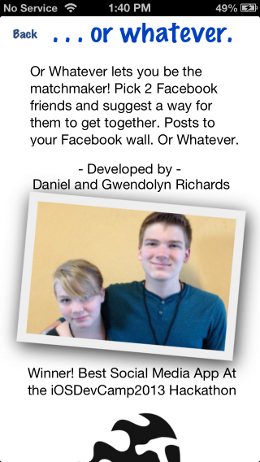 No Service 1:40 PM 49%
Back . . . or whatever.
Or Whatever lets you be the
matchmaker! Pick 2 Facebook
friends and suggest a way for
them to get together. Posts to
your Facebook wall. Or Whatever.
- Developed by -
Daniel and Gwendolyn Richards
Winner! Best Social Media App At
the iOSDevCamp2013 Hackathon